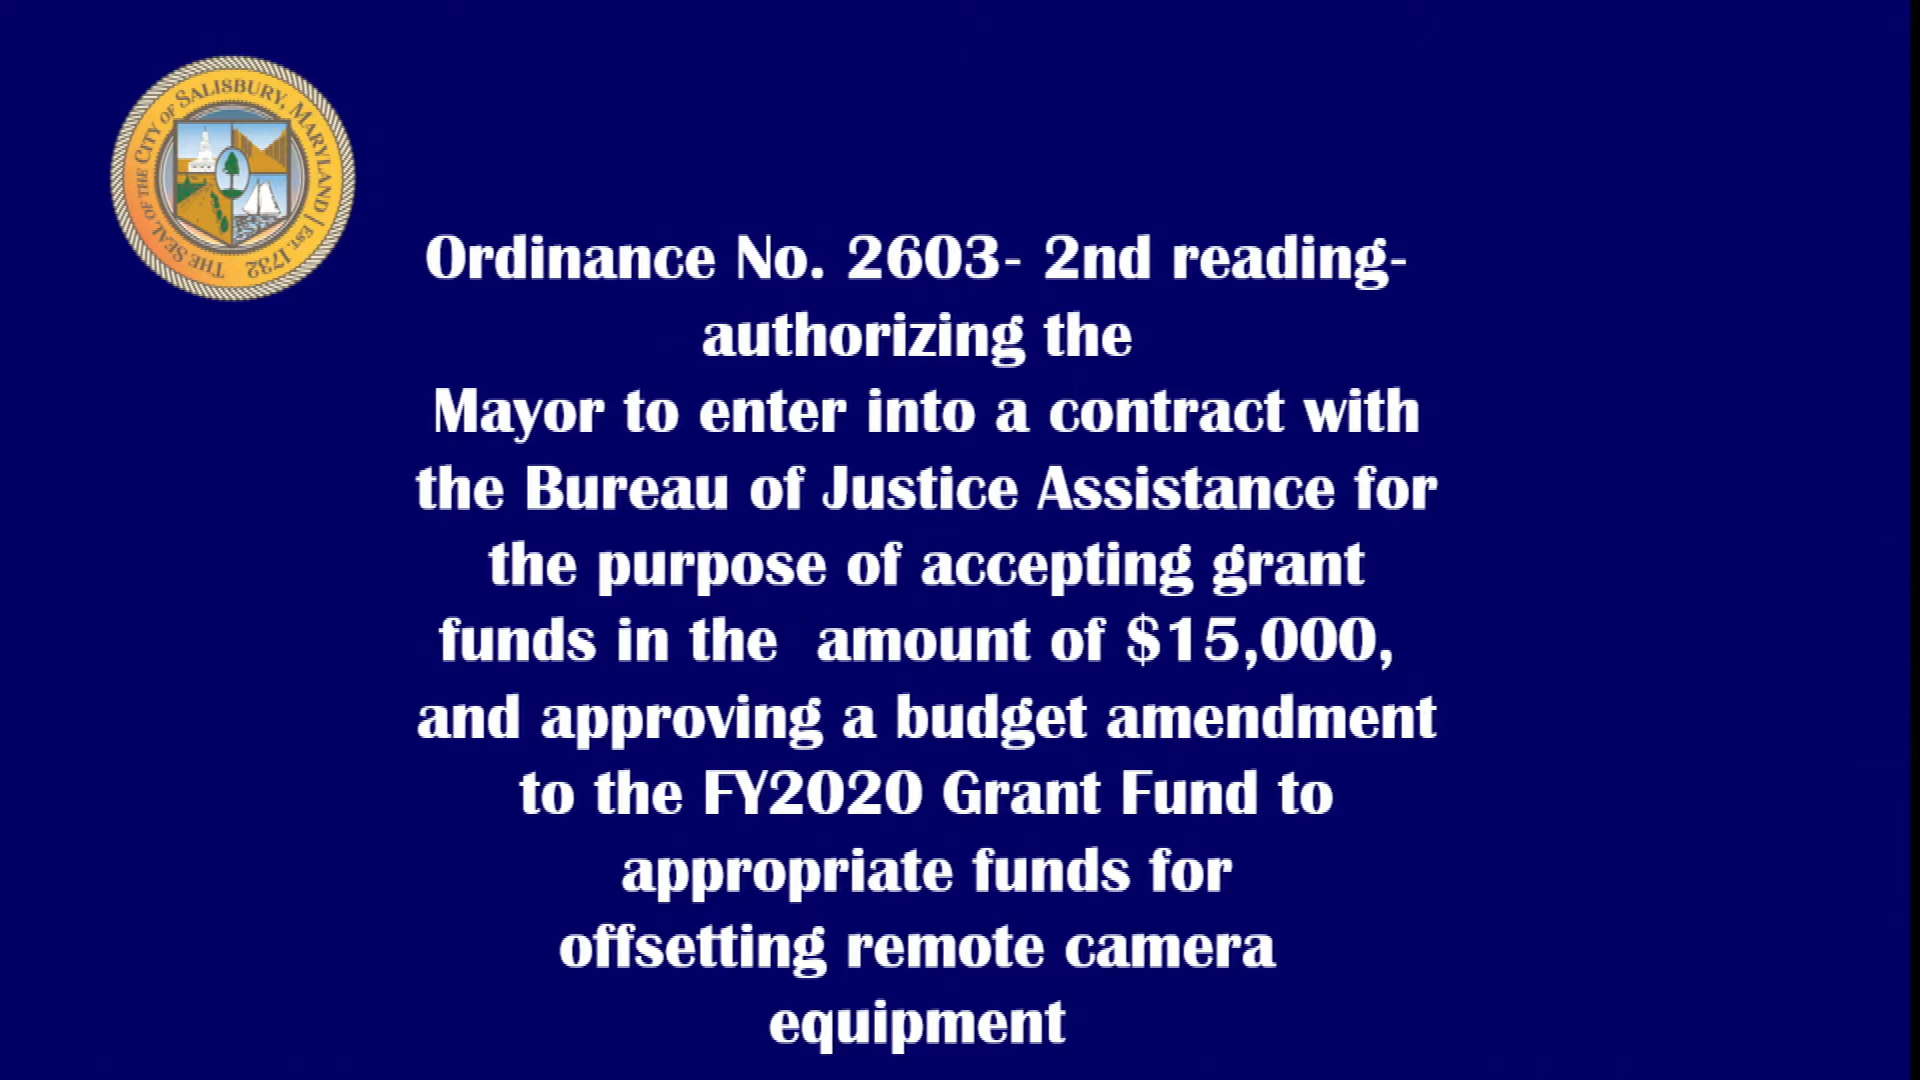 THE SEAL OF THE CITY OF SALISBURY, MARYLAND | EST. 1732
Ordinance No. 2603- 2nd reading-
authorizing the
Mayor to enter into a contract with
the Bureau of Justice Assistance for
the purpose of accepting grant
funds in the  amount of $15,000,
and approving a budget amendment
to the FY2020 Grant Fund to
appropriate funds for
offsetting remote camera
equipment